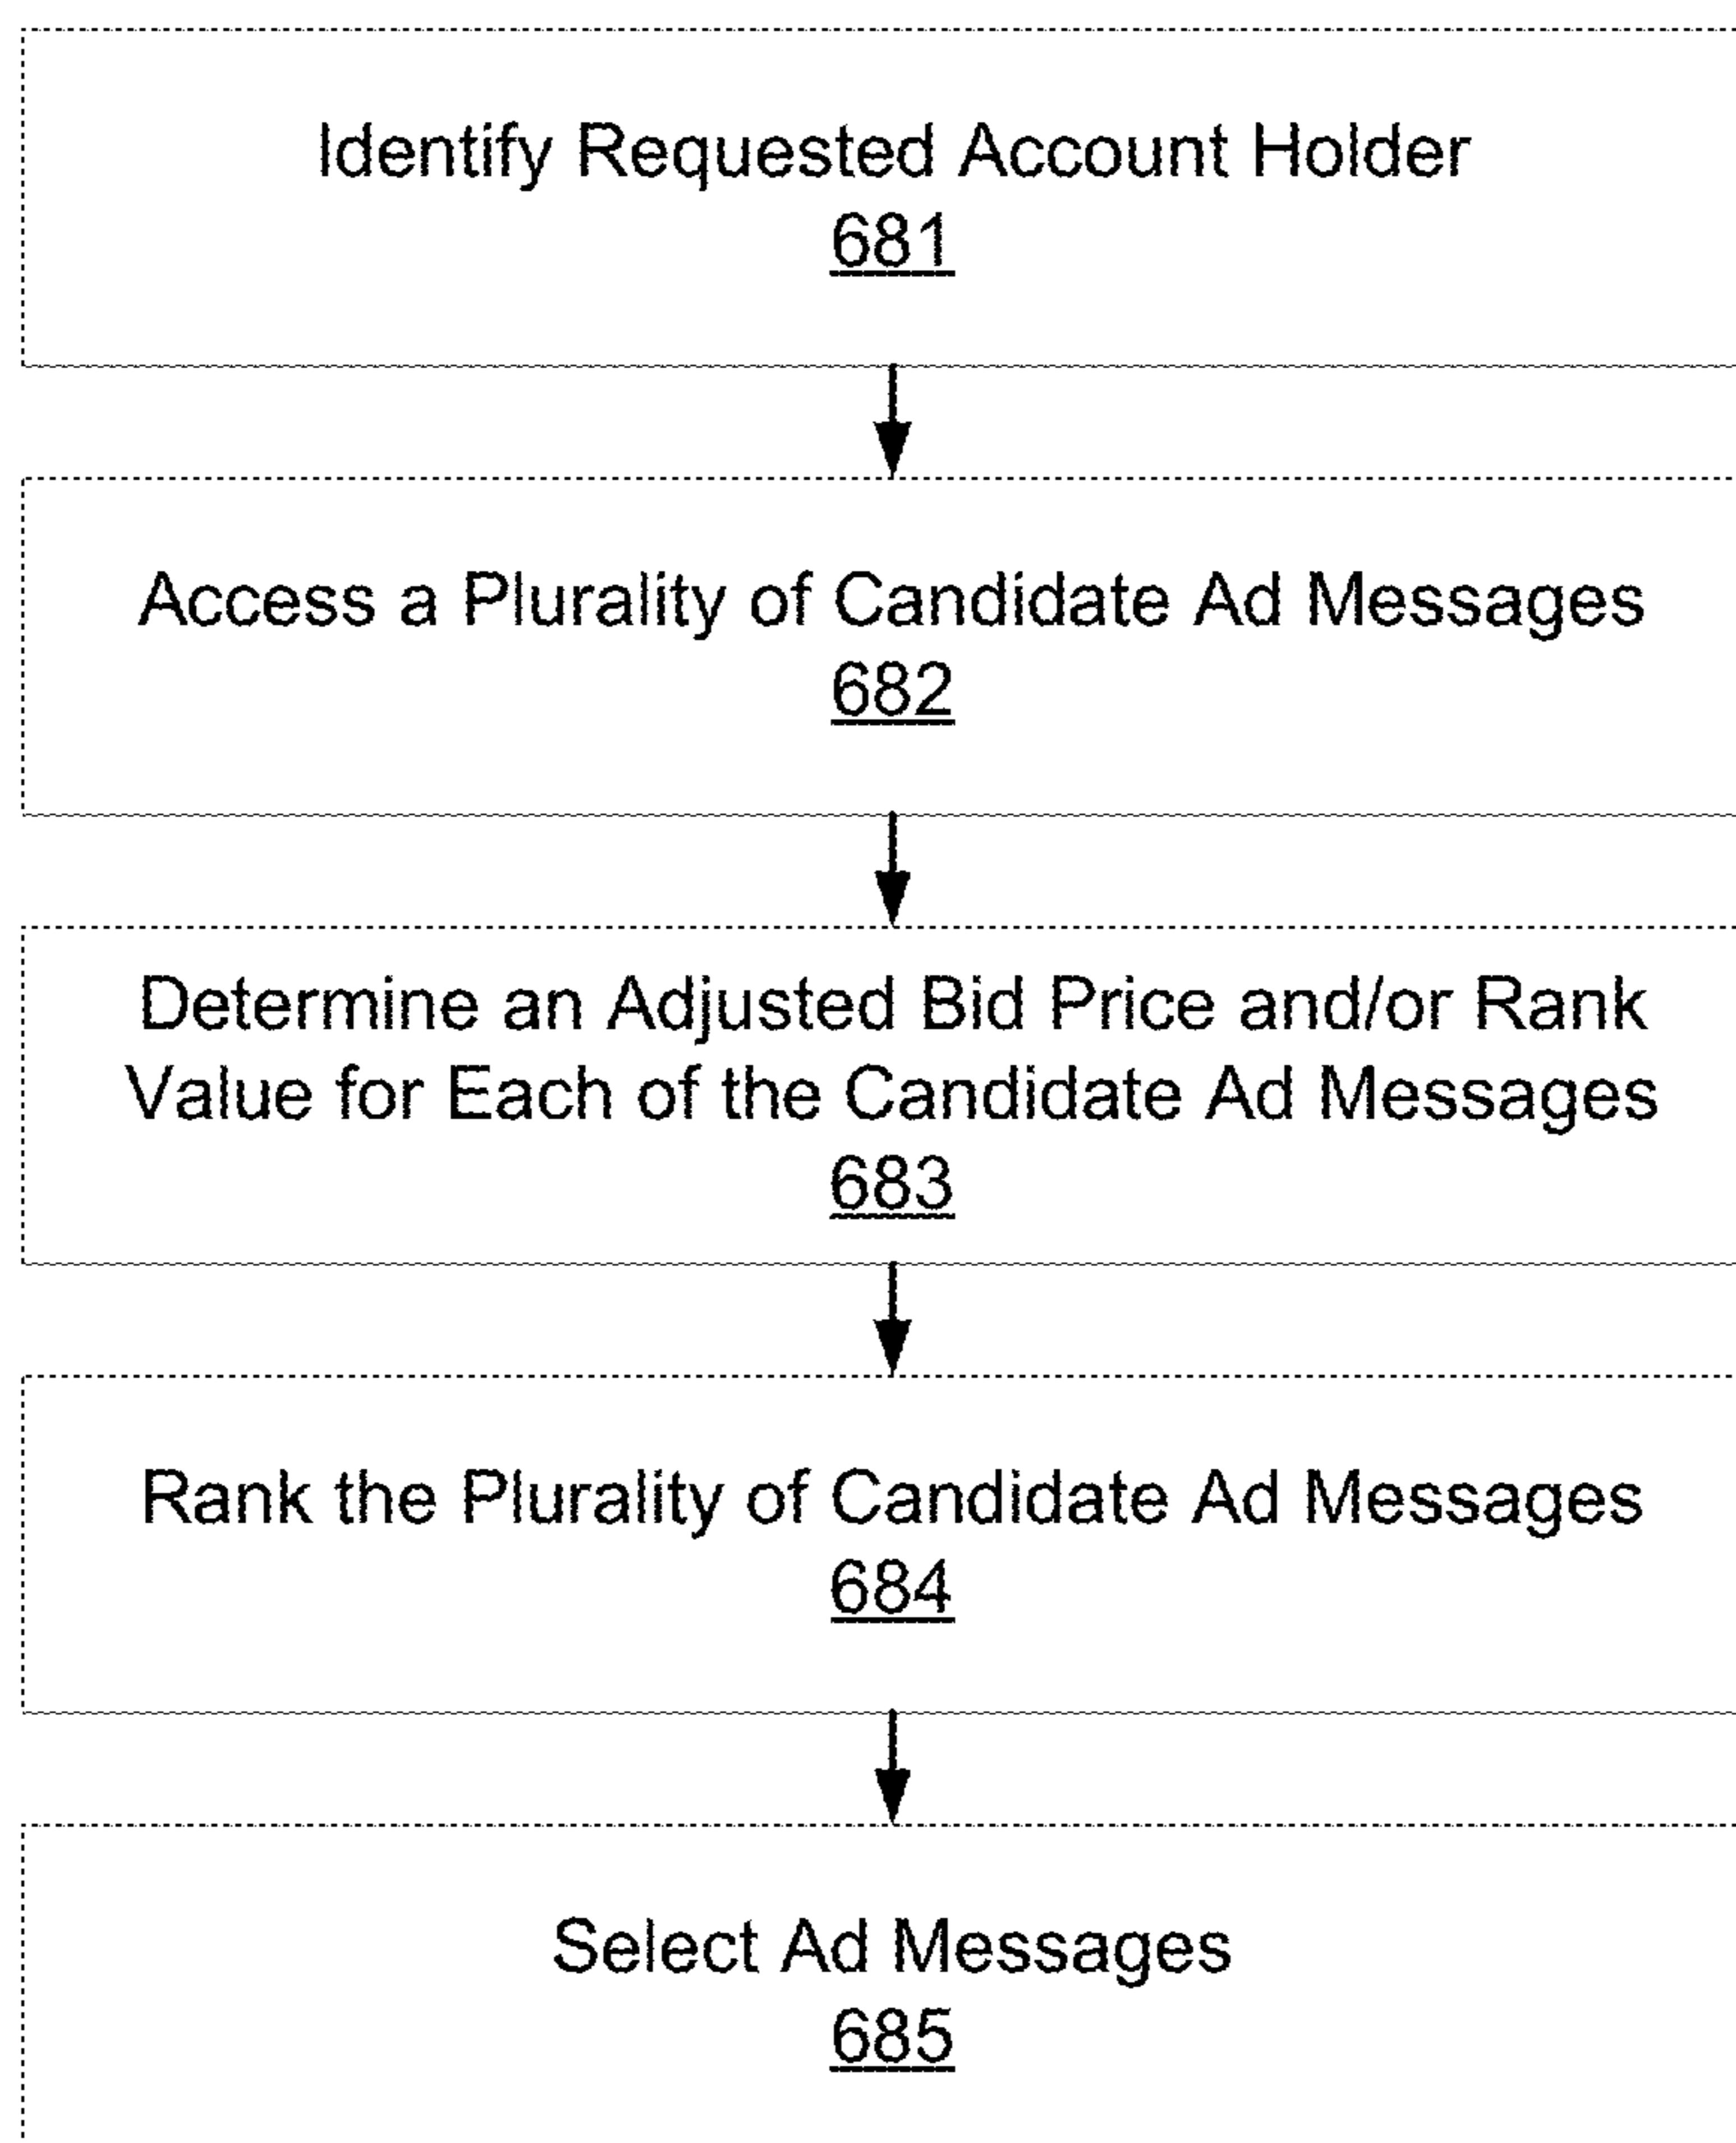 Identify Requested Account Holder
681
Access a Plurality of Candidate Ad Messages
682
Determine an Adjusted Bid Price and/or Rank
Value for Each of the Candidate Ad Messages
683
Rank the Plurality of Candidate Ad Messages
684
Select Ad Messages
685